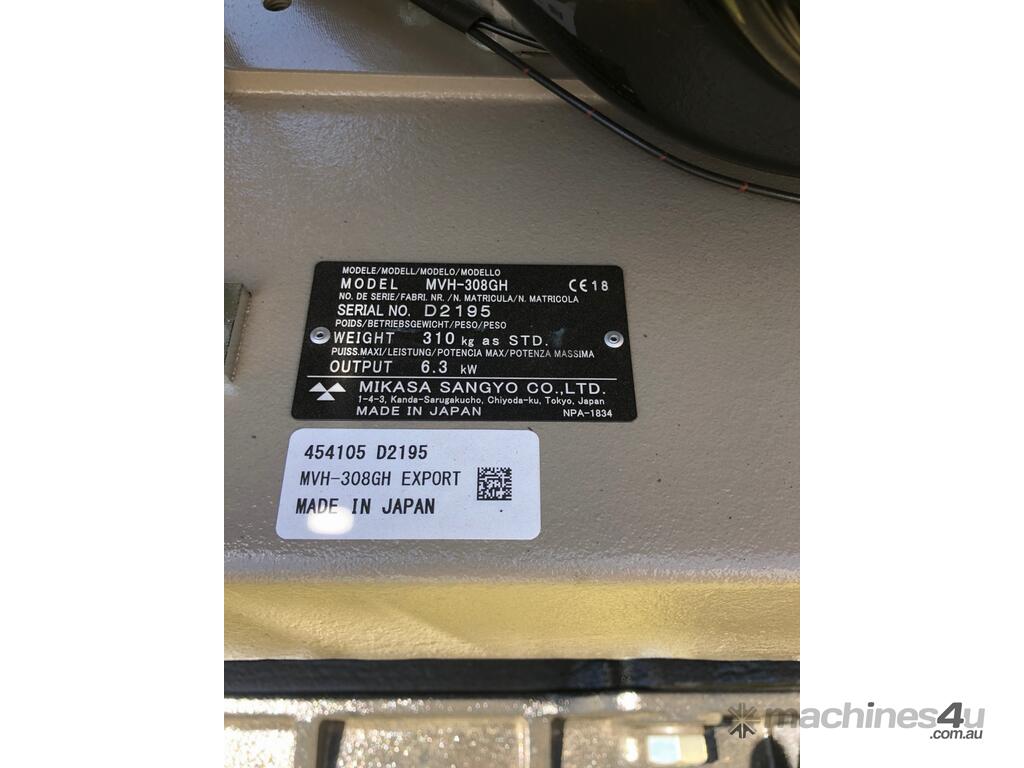 MODELE/MODELL/MODELO/MODELLO
MODEL MVH-308GH CE18
NO. DE SERIE/FABRI. NR. /N. MATRICULA/N. MATRICOLA
SERIAL NO. D2195
POIDS/BETRIEBSGEWICHT/PESO/PESO
WEIGHT 310 kg as STD.
PUISS.MAXI/LEISTUNG/POTENCIA MAX/POTENZA MASSIMA
OUTPUT 6.3 kW
MIKASA SANGYO CO.,LTD.
1-4-3, Kanda-Sarugakucho, Chiyoda-ku, Tokyo, Japan
MADE IN JAPAN NPA-1834
454105 D2195
MVH-308GH EXPORT
MADE IN JAPAN
machines4u
.com.au